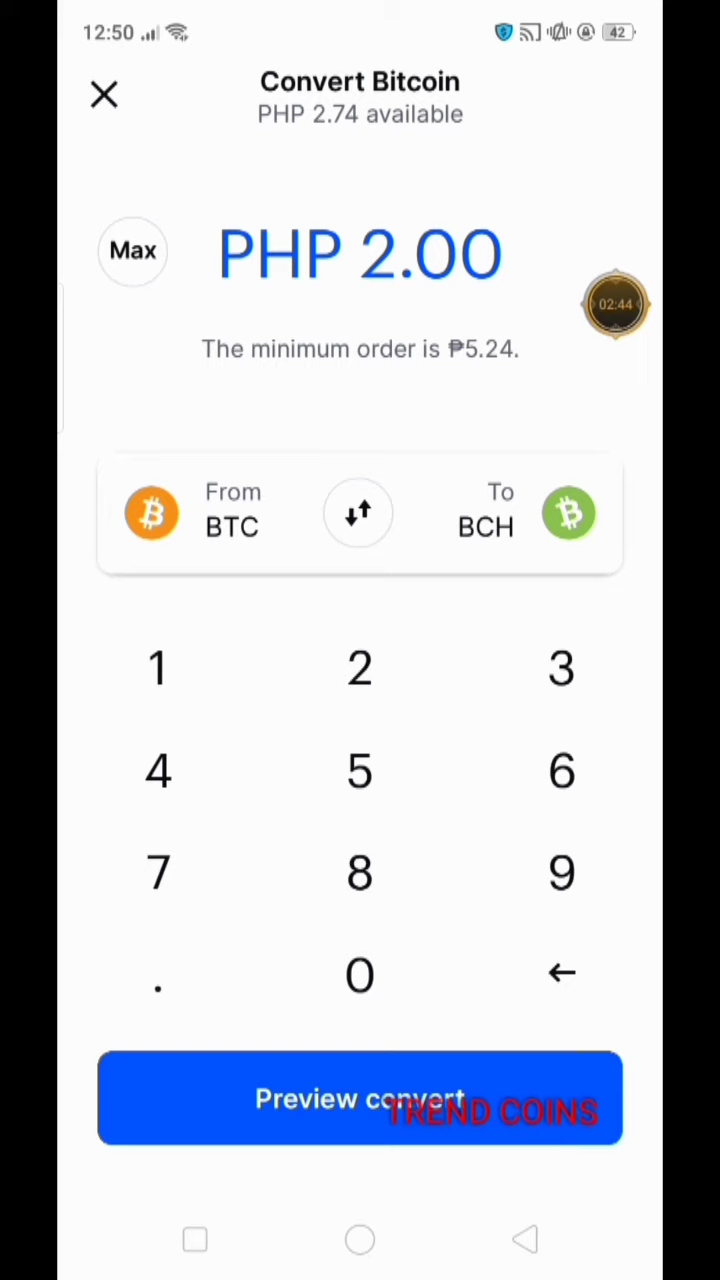 12:50
42
Convert Bitcoin
PHP 2.74 available
Max
PHP 2.00
02:44
The minimum order is ₱5.24.
From
BTC
To
BCH
1 2 3
4 5 6
7 8 9
. 0 ←
Preview convert
TREND COINS